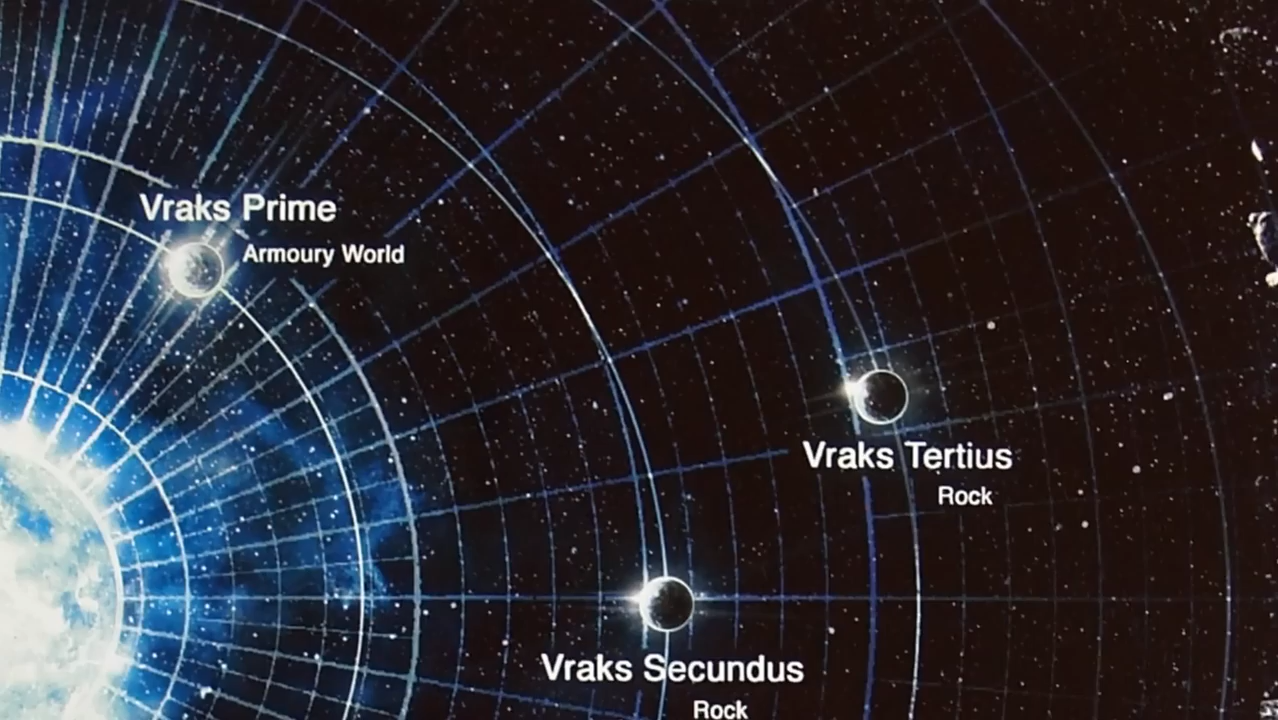 Vraks Prime
Armoury World
Vraks Tertius
Rock
Vraks Secundus
Rock